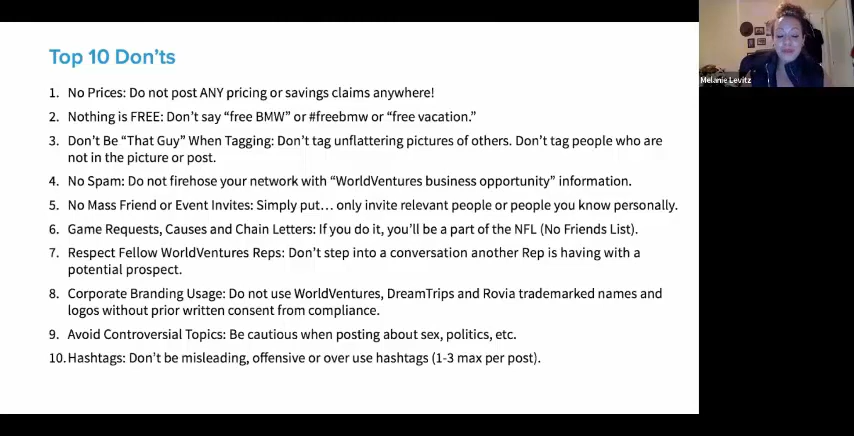 Top 10 Don'ts
Melanie Levitz
1. No Prices: Do not post ANY pricing or savings claims anywhere!
2. Nothing is FREE: Don't say "free BMW" or #freebmw or "free vacation."
3. Don't Be "That Guy" When Tagging: Don't tag unflattering pictures of others. Don't tag people who are
not in the picture or post.
4. No Spam: Do not firehose your network with "WorldVentures business opportunity" information.
5. No Mass Friend or Event Invites: Simply put... only invite relevant people or people you know personally.
6. Game Requests, Causes and Chain Letters: If you do it, you'll be a part of the NFL (No Friends List).
7. Respect Fellow WorldVentures Reps: Don't step into a conversation another Rep is having with a
potential prospect.
8. Corporate Branding Usage: Do not use WorldVentures, DreamTrips and Rovia trademarked names and
logos without prior written consent from compliance.
9. Avoid Controversial Topics: Be cautious when posting about sex, politics, etc.
10. Hashtags: Don't be misleading, offensive or over use hashtags (1-3 max per post).